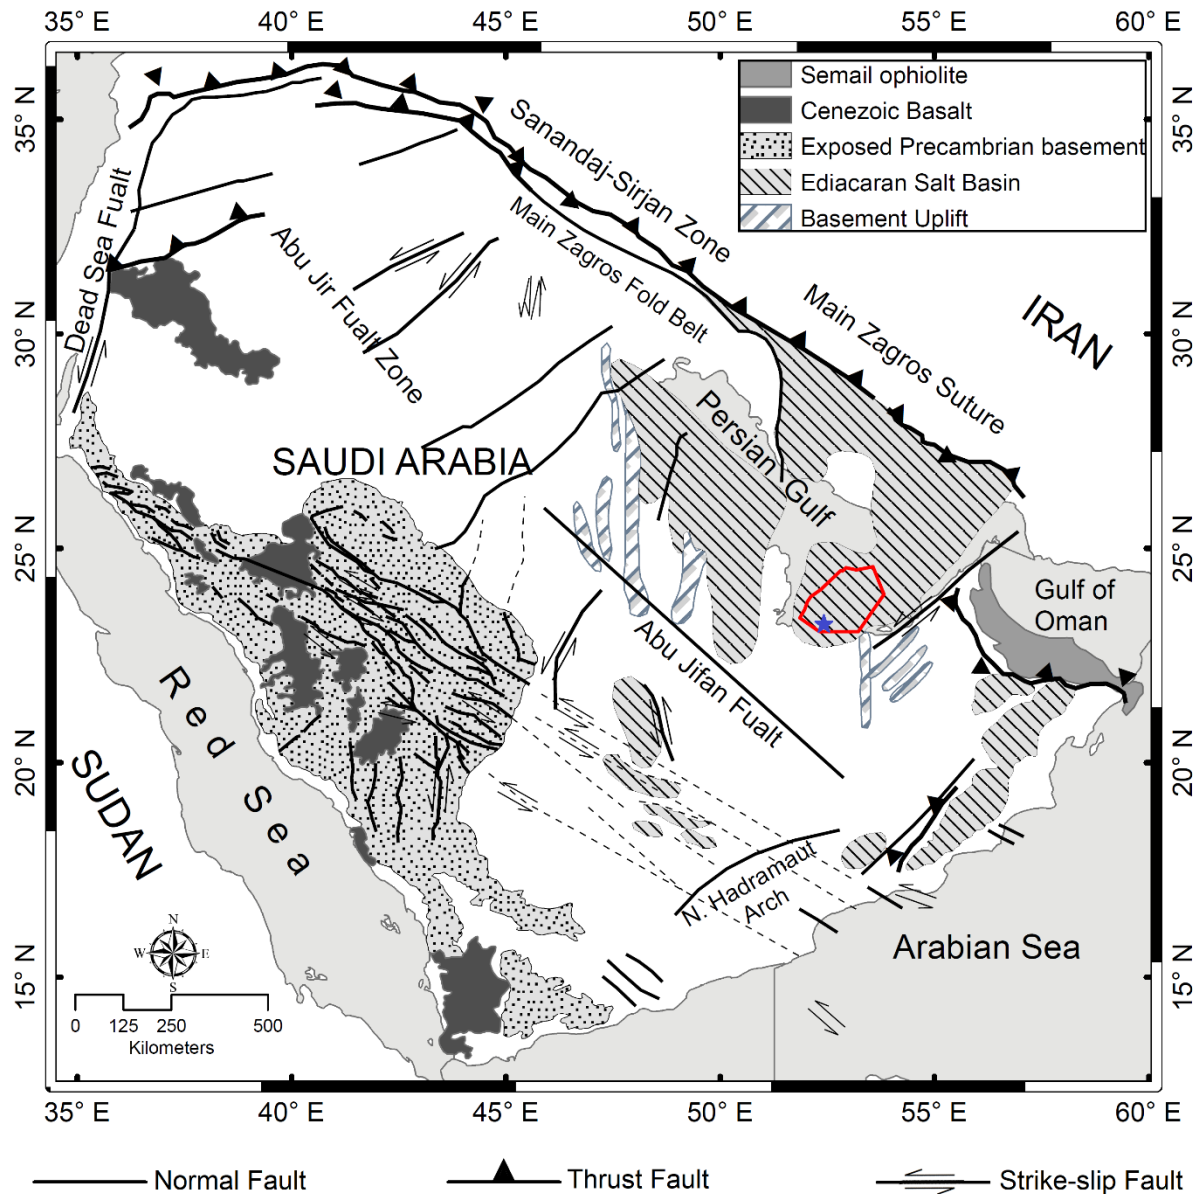 35° E 40° E 45° E 50° E 55° E 60° E
35° N
30° N
25° N
20° N
15° N
35° N
30° N
25° N
20° N
15° N
Semail ophiolite
Cenezoic Basalt
Exposed Precambrian basement
Ediacaran Salt Basin
Basement Uplift
Sanandaj-Sirjan Zone
Main Zagros Fold Belt
Main Zagros Suture
IRAN
Dead Sea Fualt
Abu Jir Fualt Zone
SAUDI ARABIA
Persian Gulf
Gulf of
Oman
Abu Jifan Fualt
Red Sea
SUDAN
N. Hadramaut
Arch
Arabian Sea
N
W E
S
0 125 250 500
Kilometers
35° E 40° E 45° E 50° E 55° E 60° E
Normal Fault Thrust Fault Strike-slip Fault